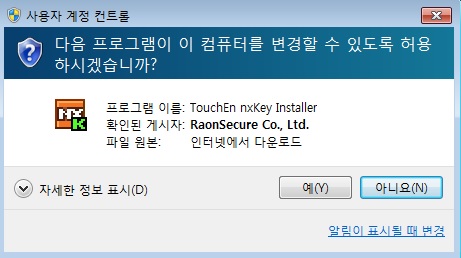 사용자 계정 컨트롤
다음 프로그램이 이 컴퓨터를 변경할 수 있도록 허용
하시겠습니까?
NX
K
프로그램 이름: TouchEn nxKey Installer
확인된 게시자: RaonSecure Co., Ltd.
파일 원본: 인터넷에서 다운로드
자세한 정보 표시(D)
예(Y)
아니요(N)
알림이 표시될 때 변경